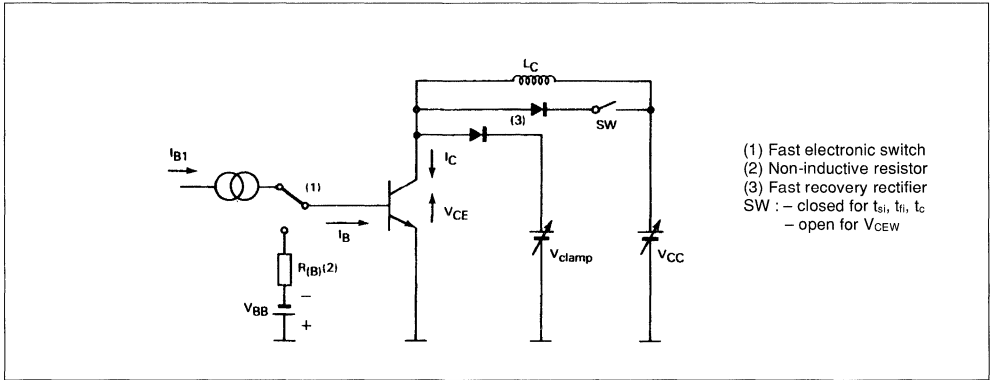 L_C
(3)
SW
I_B1
(1)
I_C
V_CE
I_B
R_(B)(2)
−
V_BB
+
V_clamp
V_CC
(1) Fast electronic switch
(2) Non-inductive resistor
(3) Fast recovery rectifier
SW : – closed for t_si, t_fi, t_c
– open for V_CEW